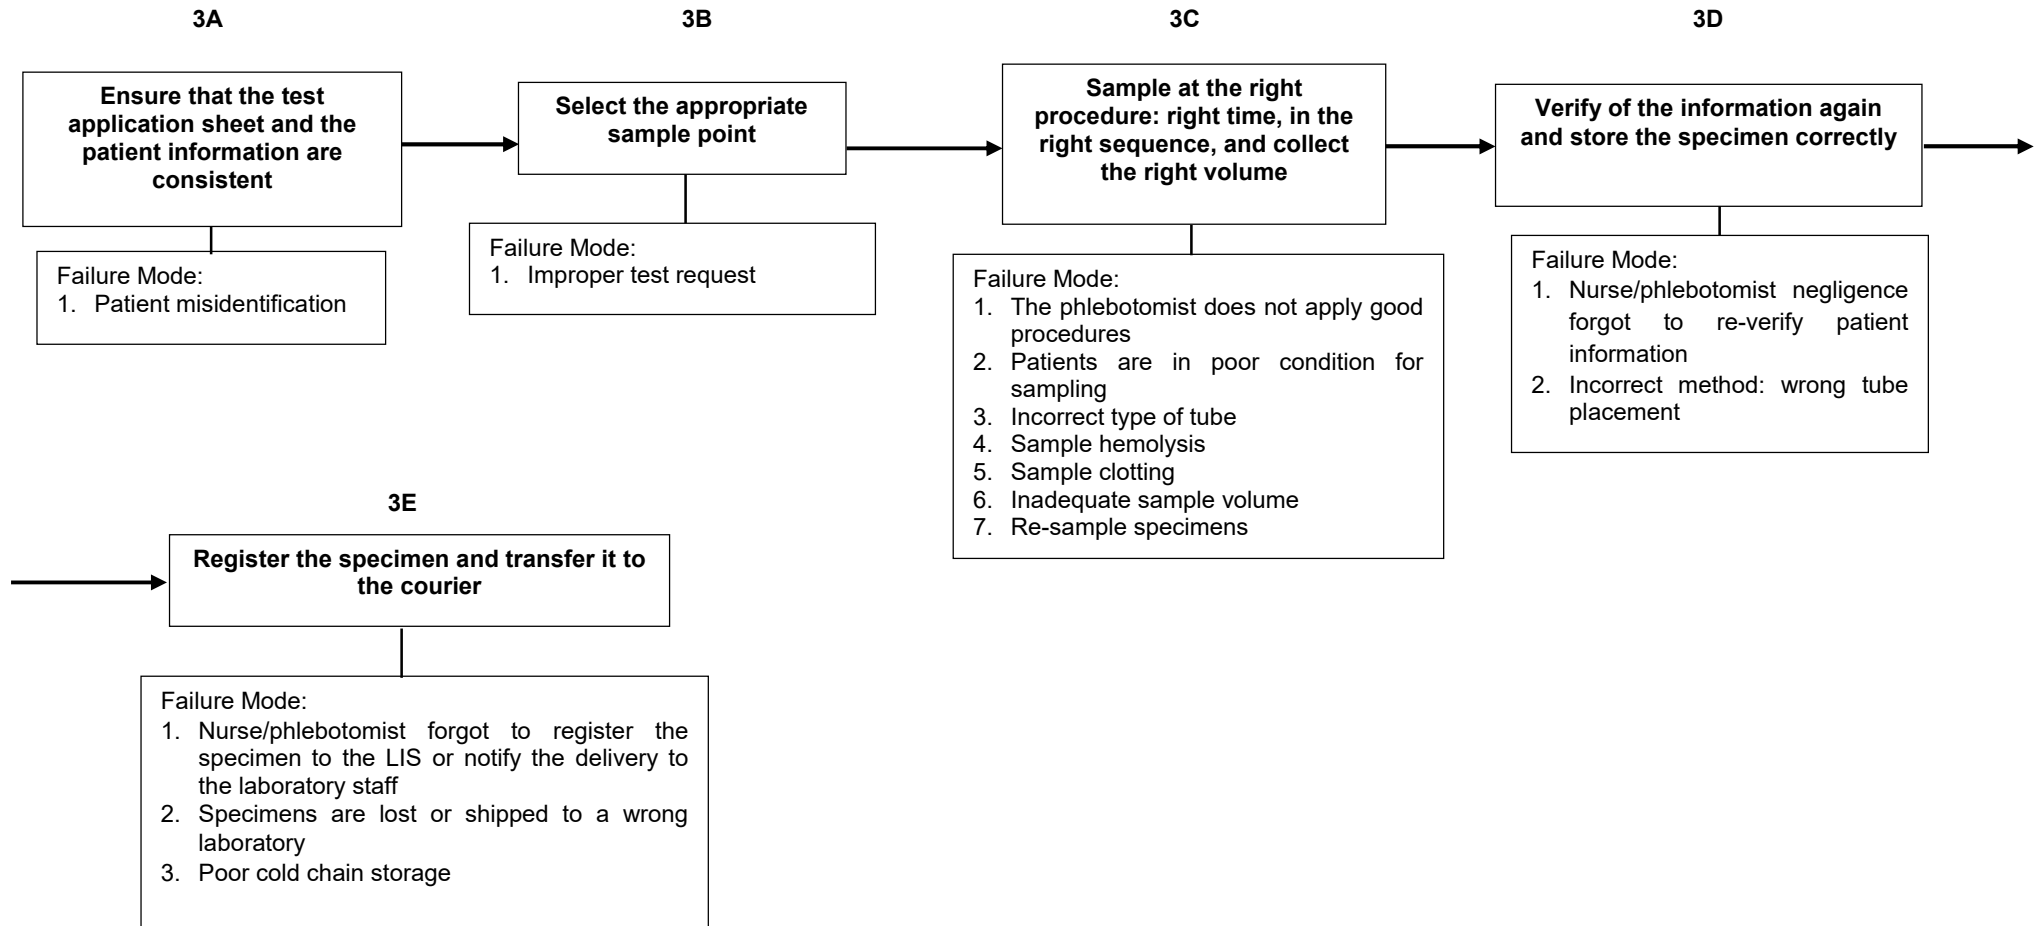 3A
3B
3C
3D
Ensure that the test
application sheet and the
patient information are
consistent
Select the appropriate
sample point
Sample at the right
procedure: right time, in the
right sequence, and collect
the right volume
Verify of the information again
and store the specimen correctly
Failure Mode:
1. Patient misidentification
Failure Mode:
1. Improper test request
Failure Mode:
1. The phlebotomist does not apply good
procedures
2. Patients are in poor condition for
sampling
3. Incorrect type of tube
4. Sample hemolysis
5. Sample clotting
6. Inadequate sample volume
7. Re-sample specimens
Failure Mode:
1. Nurse/phlebotomist negligence
forgot to re-verify patient
information
2. Incorrect method: wrong tube
placement
3E
Register the specimen and transfer it to
the courier
Failure Mode:
1. Nurse/phlebotomist forgot to register the
specimen to the LIS or notify the delivery to
the laboratory staff
2. Specimens are lost or shipped to a wrong
laboratory
3. Poor cold chain storage